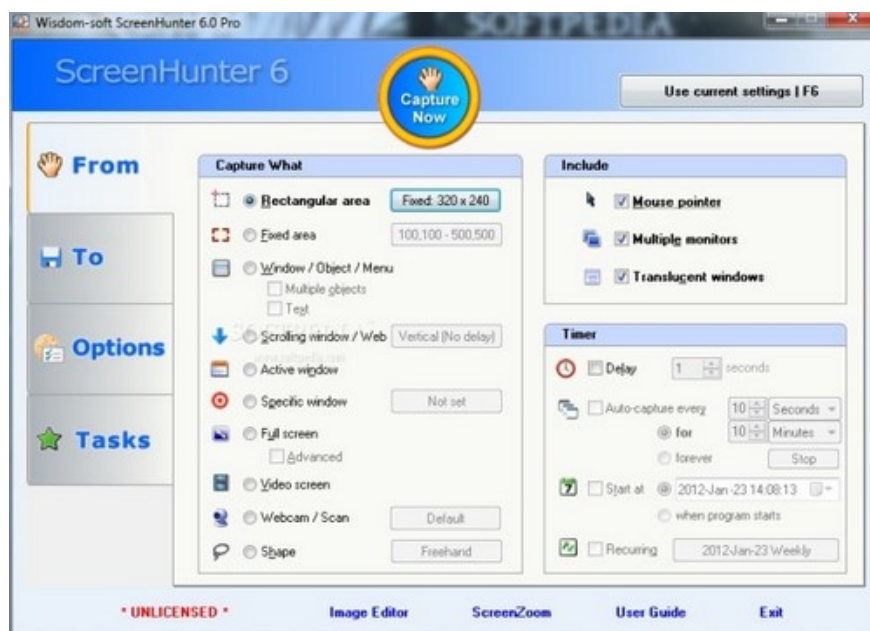 Wisdom-soft ScreenHunter 6.0 Pro
SOFTPEDIA
ScreenHunter 6
Capture
Now
Use current settings | F6
From
To
Options
Tasks
Capture What
Rectangular area
Fixed: 320 x 240
Fixed area
100,100 - 500,500
Window / Object / Menu
Multiple objects
Text
Scrolling window / Web
Vertical (No delay)
www.softpedia.com
Active window
Specific window
Not set
Full screen
Advanced
Video screen
Webcam / Scan
Default
Shape
Freehand
Include
Mouse pointer
Multiple monitors
Translucent windows
Timer
Delay
1
seconds
Auto-capture every
10
Seconds
for
10
Minutes
forever
Stop
7
Start at
2012-Jan-23 14:08:13
when program starts
Recurring
2012-Jan-23 Weekly
* UNLICENSED *
Image Editor
ScreenZoom
User Guide
Exit